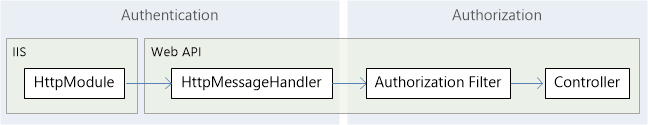 Authentication
Authorization
IIS
Web API
HttpModule
HttpMessageHandler
Authorization Filter
Controller